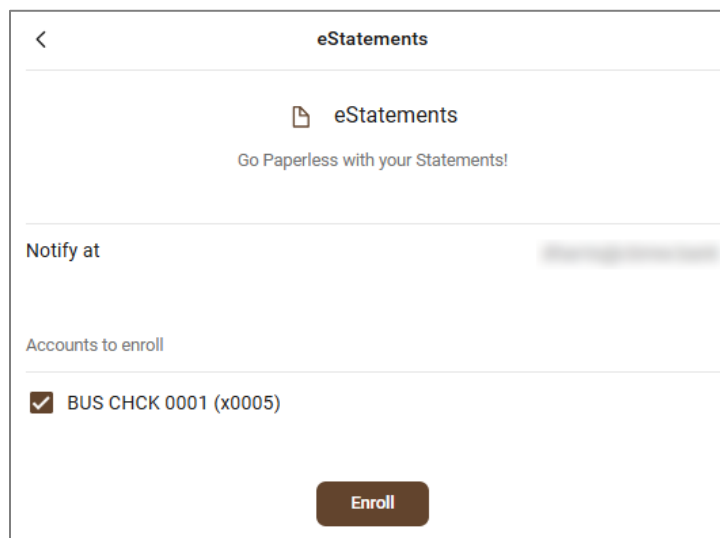 eStatements
eStatements
Go Paperless with your Statements!
Notify at
Accounts to enroll
BUS CHCK 0001 (x0005)
Enroll